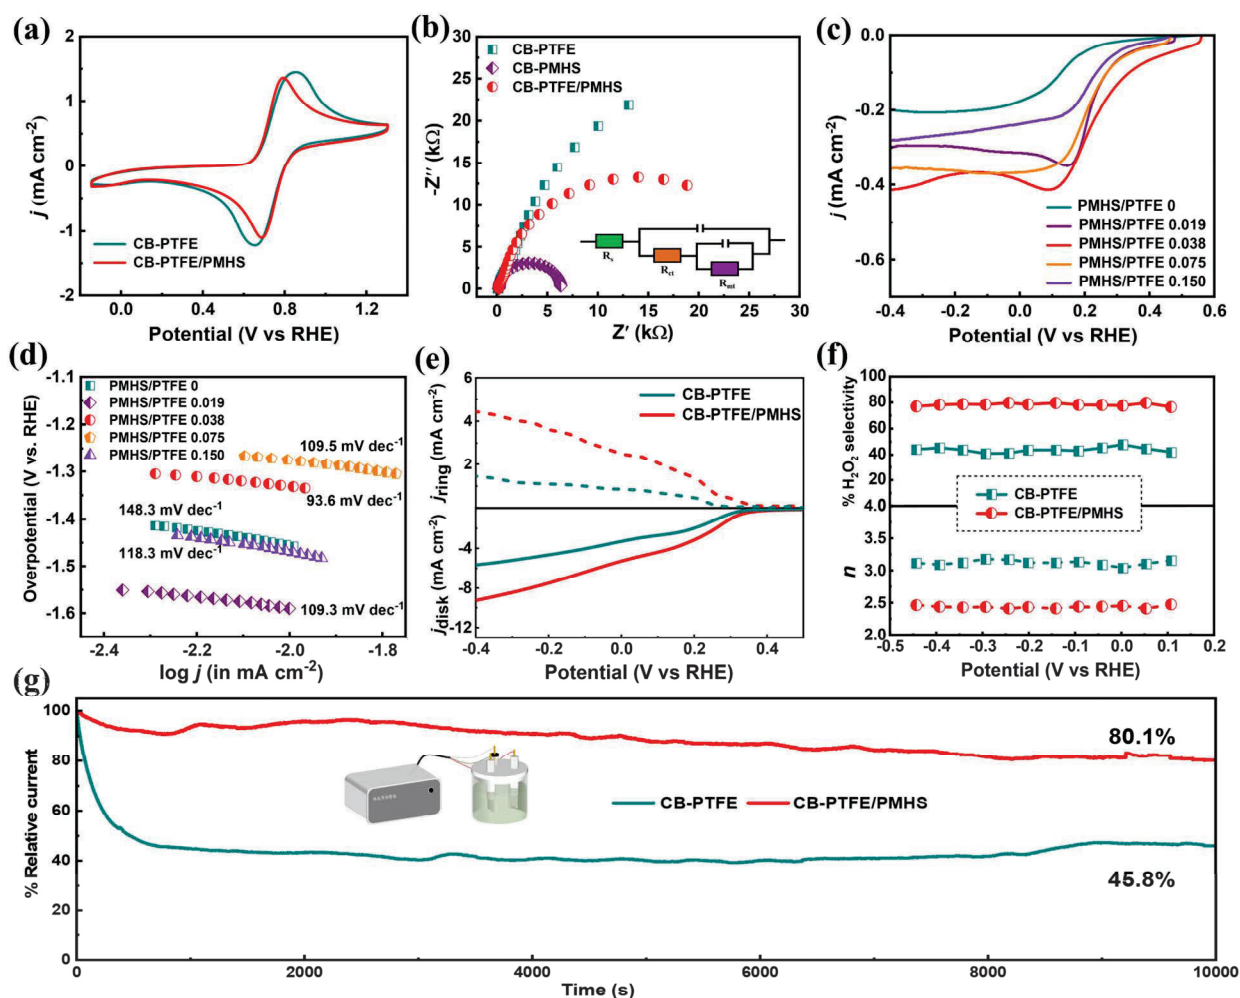 (a)
2
1
0
-1
-2
j (mA cm⁻²)
CB-PTFE
CB-PTFE/PMHS
0.0 0.4 0.8 1.2
Potential (V vs RHE)
(b)
-30
-25
-20
-15
-10
-5
0
-Z′′ (kΩ)
CB-PTFE
CB-PMHS
CB-PTFE/PMHS
Rs
Rct
Rmt
0 5 10 15 20 25 30
Z′ (kΩ)
(c)
0.0
-0.2
-0.4
-0.6
j (mA cm⁻²)
PMHS/PTFE 0
PMHS/PTFE 0.019
PMHS/PTFE 0.038
PMHS/PTFE 0.075
PMHS/PTFE 0.150
-0.4 -0.2 0.0 0.2 0.4 0.6
Potential (V vs RHE)
(d)
-1.1
-1.2
-1.3
-1.4
-1.5
-1.6
Overpotential (V vs. RHE)
PMHS/PTFE 0
PMHS/PTFE 0.019
PMHS/PTFE 0.038
PMHS/PTFE 0.075
PMHS/PTFE 0.150
109.5 mV dec⁻¹
93.6 mV dec⁻¹
148.3 mV dec⁻¹
118.3 mV dec⁻¹
109.3 mV dec⁻¹
-2.4 -2.2 -2.0 -1.8
log j (in mA cm⁻²)
(e)
6
4
2
-4
-8
-12
jring (mA cm⁻²)
jdisk (mA cm⁻²)
CB-PTFE
CB-PTFE/PMHS
-0.4 -0.2 0.0 0.2 0.4
Potential (V vs RHE)
(f)
100
80
60
40
20
4.0
3.5
3.0
2.5
2.0
% H₂O₂ selectivity
n
CB-PTFE
CB-PTFE/PMHS
-0.5 -0.4 -0.3 -0.2 -0.1 0.0 0.1 0.2
Potential (V vs RHE)
(g)
100
80
60
40
20
0
% Relative current
80.1%
CB-PTFE CB-PTFE/PMHS
45.8%
0 2000 4000 6000 8000 10000
Time (s)